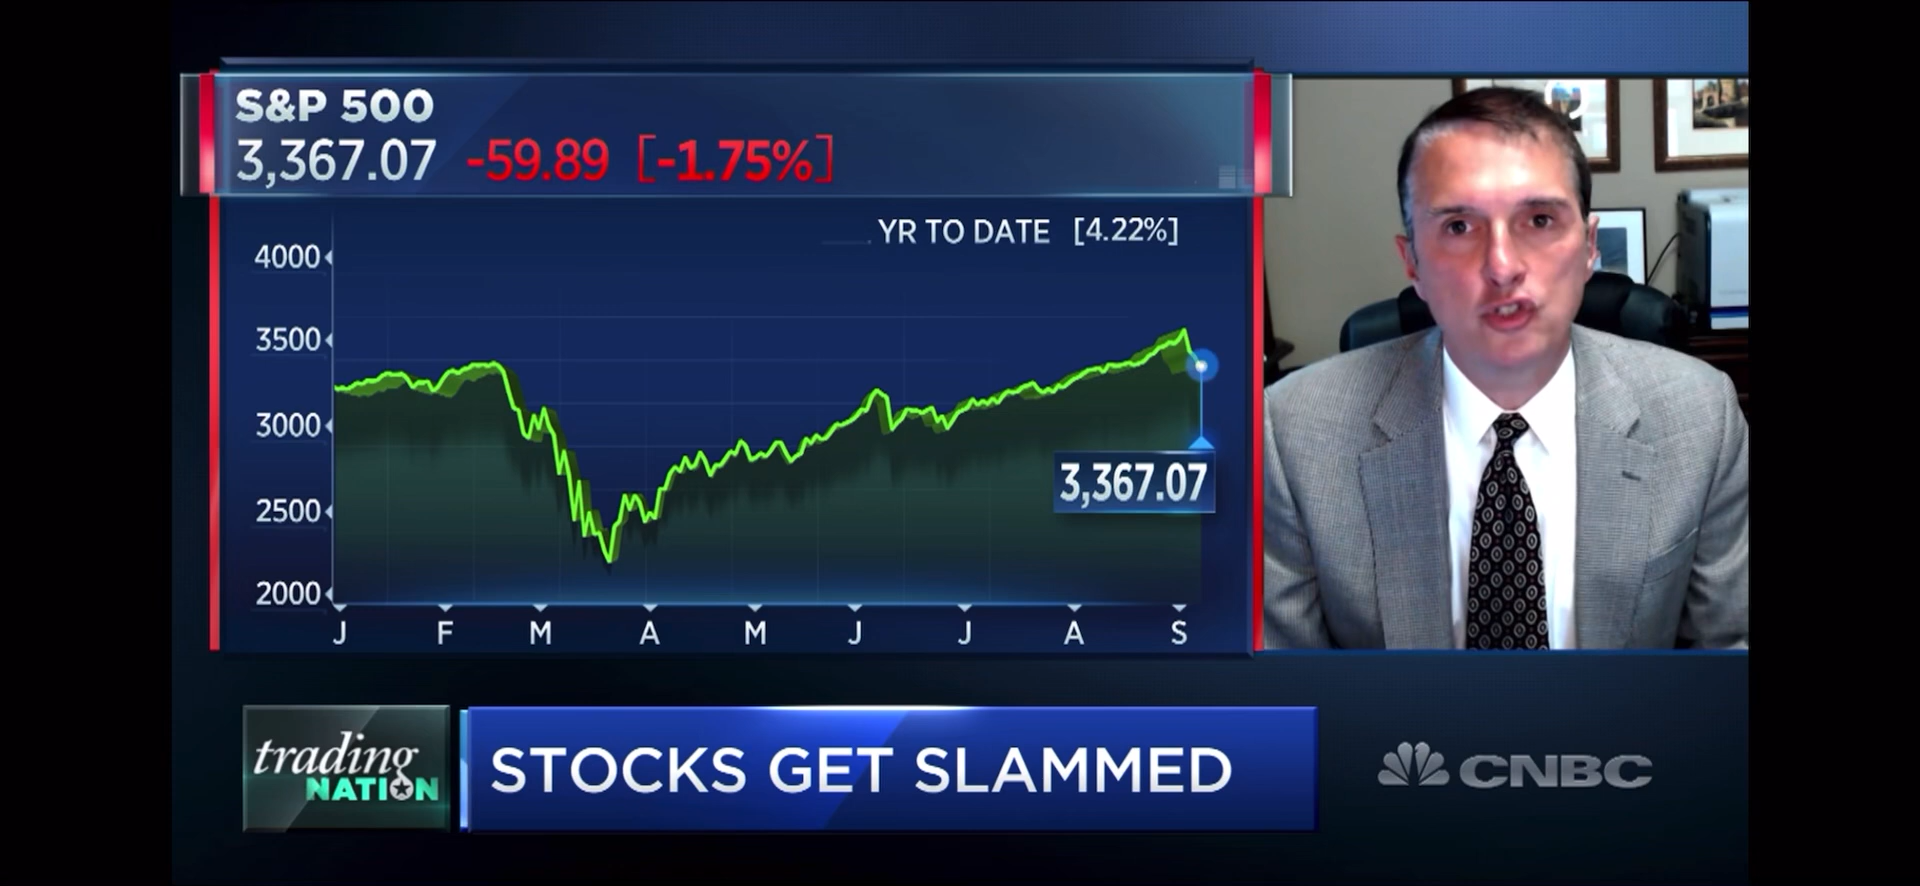 S&P 500
3,367.07 -59.89 [-1.75%]
YR TO DATE [4.22%]
4000
3500
3000
2500
2000
3,367.07
J F M A M J J A S
trading
NATION
STOCKS GET SLAMMED
CNBC